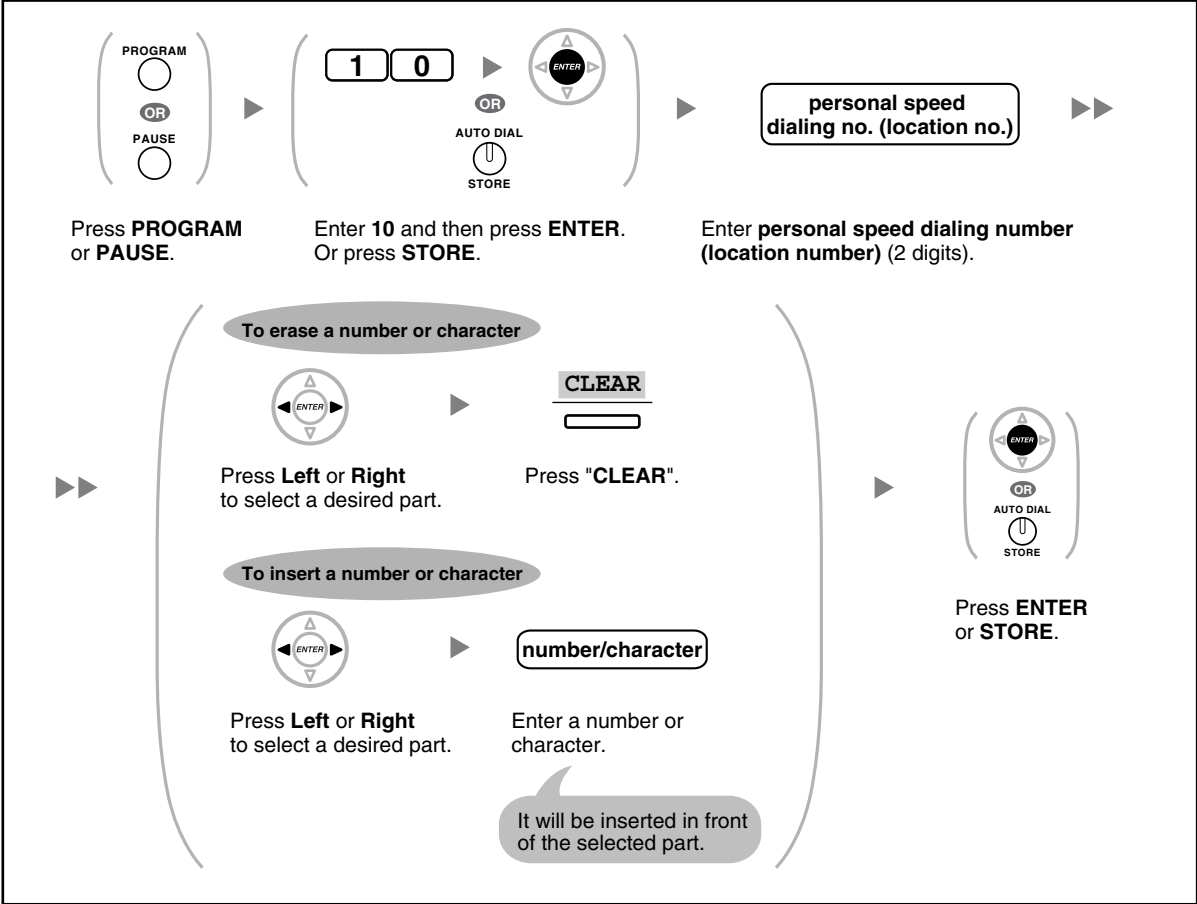 PROGRAM
OR
PAUSE
1 0
ENTER
OR
AUTO DIAL
STORE
personal speed
dialing no. (location no.)
Press PROGRAM
or PAUSE.
Enter 10 and then press ENTER.
Or press STORE.
Enter personal speed dialing number
(location number) (2 digits).
To erase a number or character
ENTER
CLEAR
Press Left or Right
to select a desired part.
Press "CLEAR".
To insert a number or character
ENTER
number/character
Press Left or Right
to select a desired part.
Enter a number or
character.
It will be inserted in front
of the selected part.
ENTER
OR
AUTO DIAL
STORE
Press ENTER
or STORE.